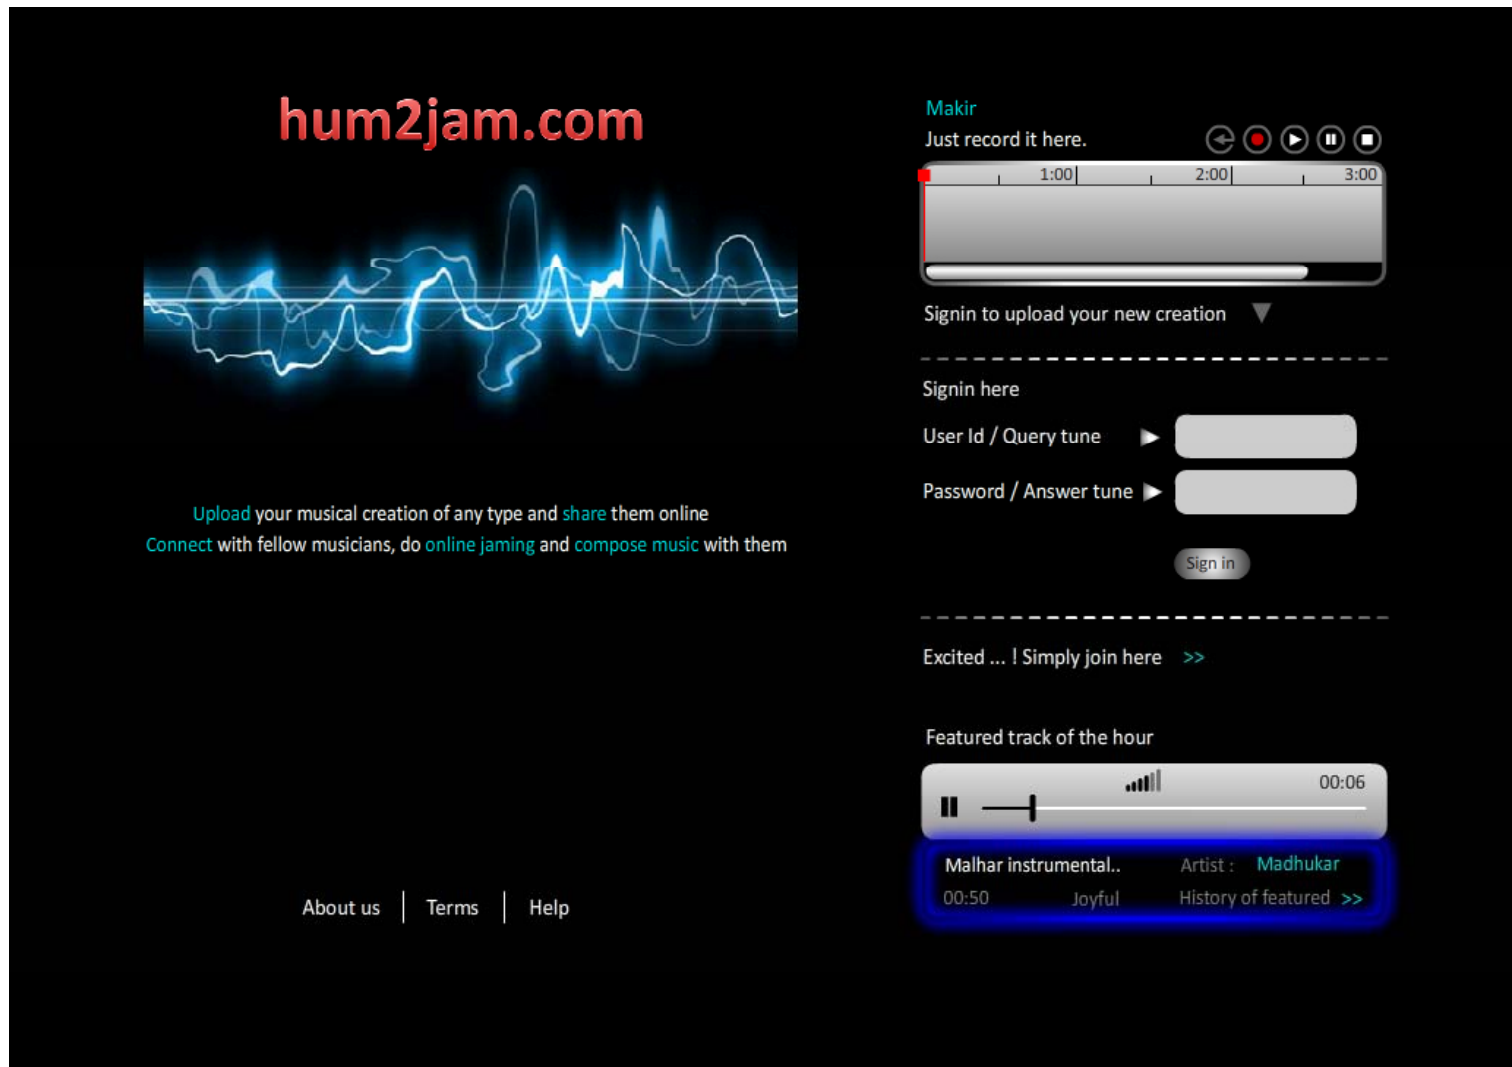 hum2jam.com
Upload your musical creation of any type and share them online
Connect with fellow musicians, do online jaming and compose music with them
About us | Terms | Help
Makir
Just record it here.
1:00 2:00 3:00
Signin to upload your new creation
Signin here
User Id / Query tune
Password / Answer tune
Sign in
Excited ... ! Simply join here >>
Featured track of the hour
00:06
Malhar instrumental.. Artist : Madhukar
00:50 Joyful History of featured >>